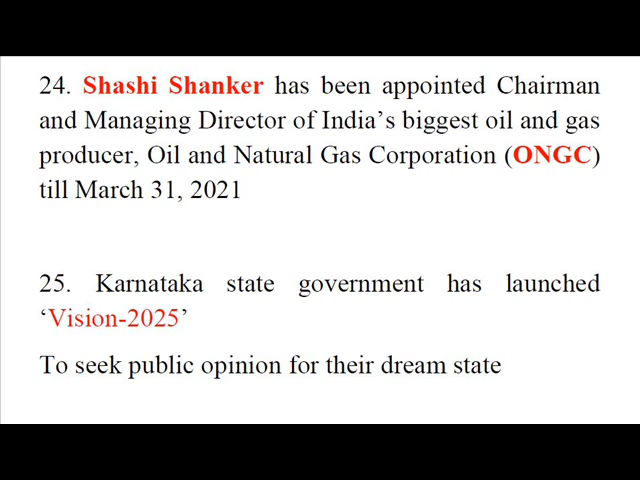 24. Shashi Shanker has been appointed Chairman
and Managing Director of India’s biggest oil and gas
producer, Oil and Natural Gas Corporation (ONGC)
till March 31, 2021
25. Karnataka state government has launched
‘Vision-2025’
To seek public opinion for their dream state